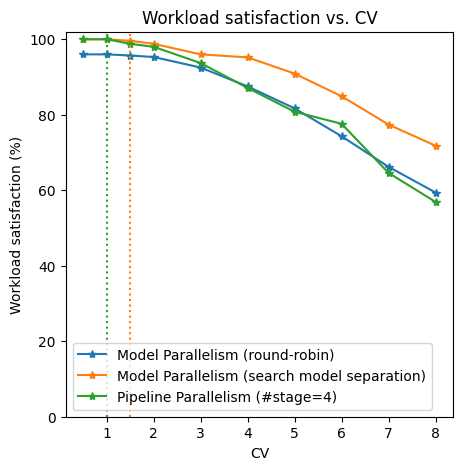 Workload satisfaction vs. CV
Workload satisfaction (%)
100
80
60
40
20
0
Model Parallelism (round-robin)
Model Parallelism (search model separation)
Pipeline Parallelism (#stage=4)
1 2 3 4 5 6 7 8
CV